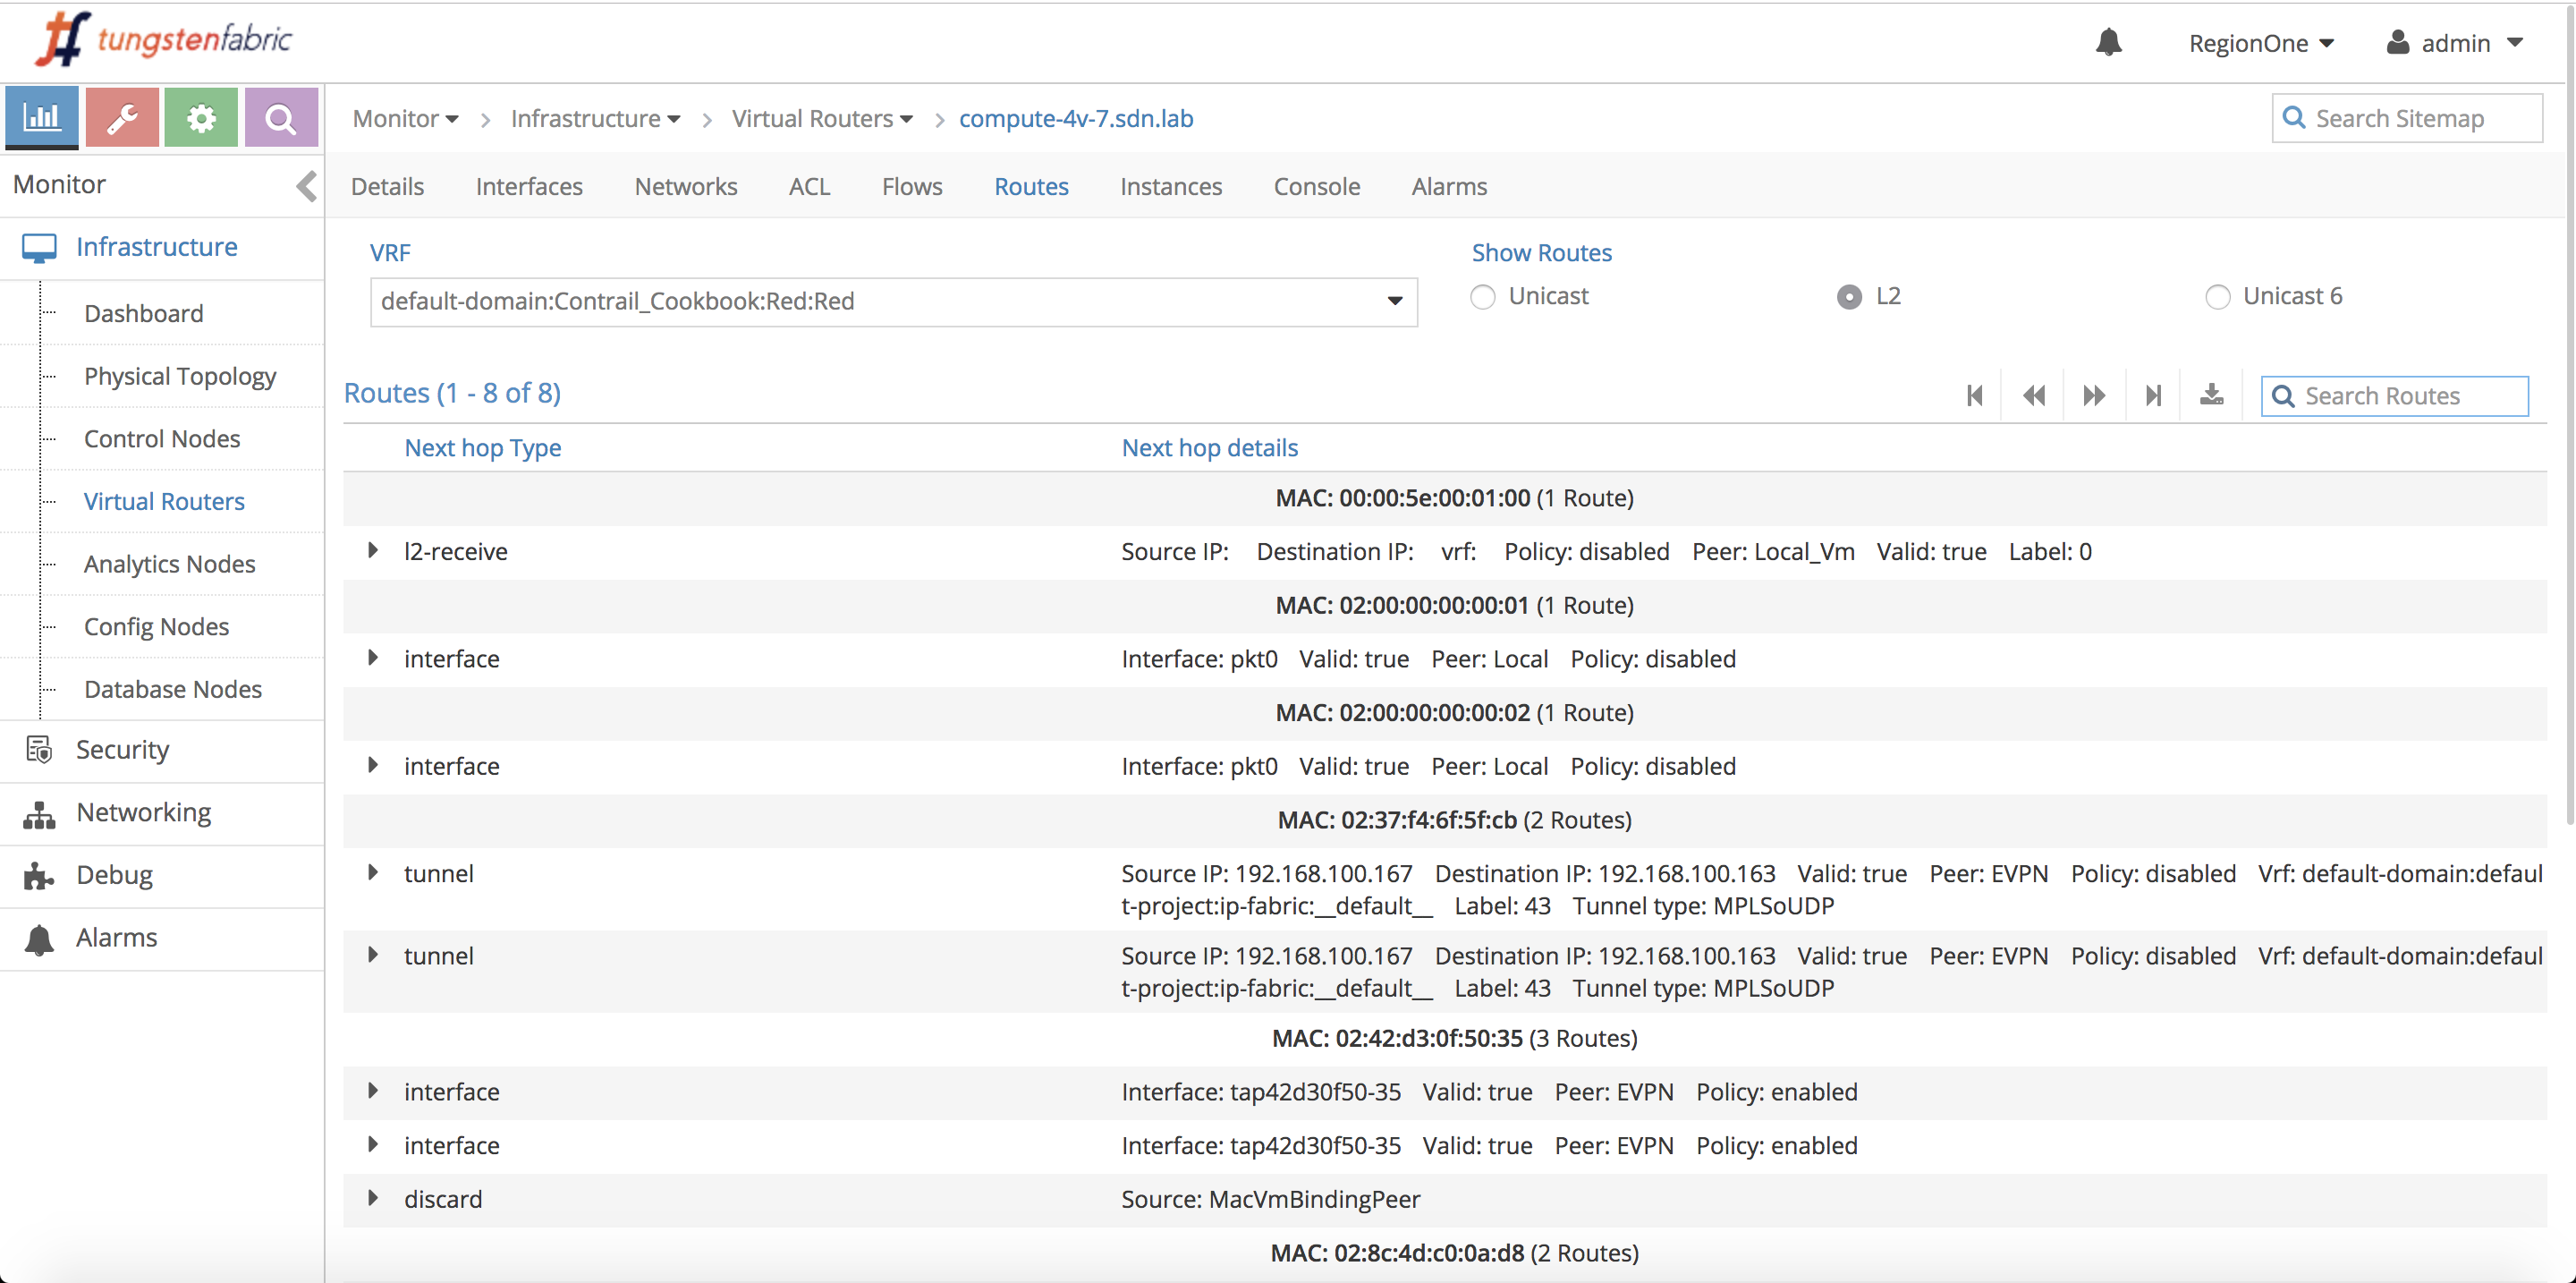 tungstenfabric
RegionOne
admin
Monitor
Infrastructure
Virtual Routers
compute-4v-7.sdn.lab
Search Sitemap
Monitor
Details
Interfaces
Networks
ACL
Flows
Routes
Instances
Console
Alarms
Infrastructure
Dashboard
Physical Topology
Control Nodes
Virtual Routers
Analytics Nodes
Config Nodes
Database Nodes
Security
Networking
Debug
Alarms
VRF
default-domain:Contrail_Cookbook:Red:Red
Show Routes
Unicast
L2
Unicast 6
Routes (1 - 8 of 8)
Search Routes
Next hop Type
Next hop details
MAC: 00:00:5e:00:01:00 (1 Route)
l2-receive
Source IP: Destination IP: vrf: Policy: disabled Peer: Local_Vm Valid: true Label: 0
MAC: 02:00:00:00:00:01 (1 Route)
interface
Interface: pkt0 Valid: true Peer: Local Policy: disabled
MAC: 02:00:00:00:00:02 (1 Route)
interface
Interface: pkt0 Valid: true Peer: Local Policy: disabled
MAC: 02:37:f4:6f:5f:cb (2 Routes)
tunnel
Source IP: 192.168.100.167 Destination IP: 192.168.100.163 Valid: true Peer: EVPN Policy: disabled Vrf: default-domain:defaul
t-project:ip-fabric:__default__ Label: 43 Tunnel type: MPLSoUDP
tunnel
Source IP: 192.168.100.167 Destination IP: 192.168.100.163 Valid: true Peer: EVPN Policy: disabled Vrf: default-domain:defaul
t-project:ip-fabric:__default__ Label: 43 Tunnel type: MPLSoUDP
MAC: 02:42:d3:0f:50:35 (3 Routes)
interface
Interface: tap42d30f50-35 Valid: true Peer: EVPN Policy: enabled
interface
Interface: tap42d30f50-35 Valid: true Peer: EVPN Policy: enabled
discard
Source: MacVmBindingPeer
MAC: 02:8c:4d:c0:0a:d8 (2 Routes)